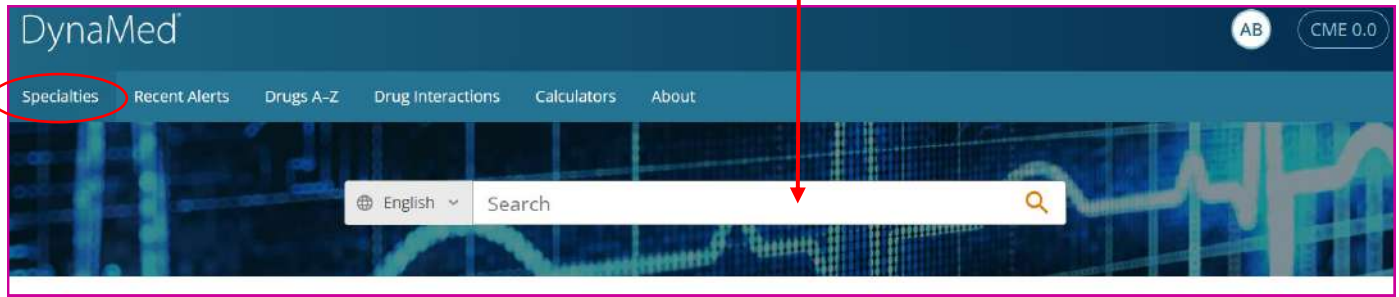 DynaMed
AB CME 0.0
Specialties Recent Alerts Drugs A–Z Drug Interactions Calculators About
English Search